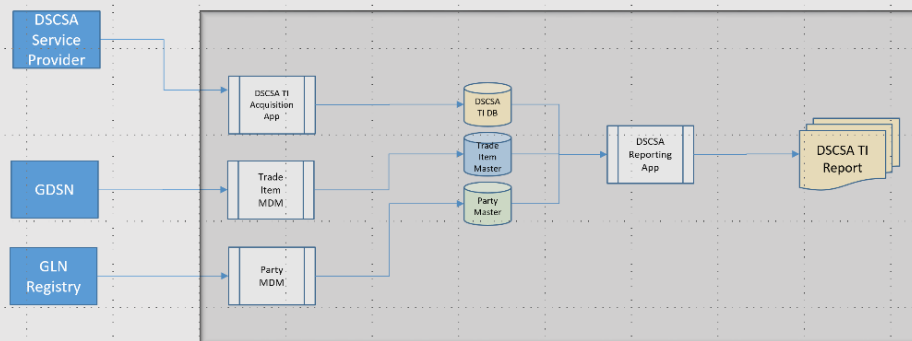 DSCSA
Service
Provider
DSCSA TI
Acquisition
App
DSCSA
TI DB
Trade
Item
Master
DSCSA
Reporting
App
DSCSA TI
Report
GDSN
Trade
Item
MDM
Party
Master
GLN
Registry
Party
MDM